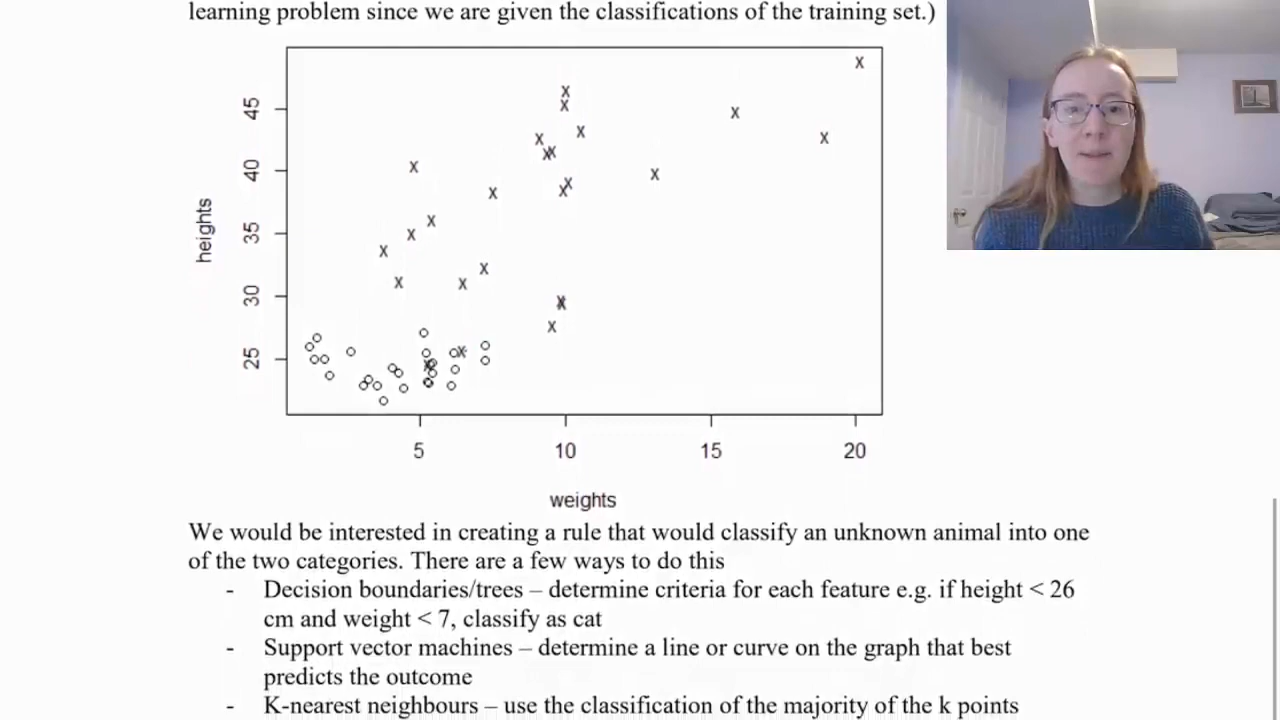 learning problem since we are given the classifications of the training set.)
45
40
35
30
25
heights
5 10 15 20
weights
We would be interested in creating a rule that would classify an unknown animal into one
of the two categories. There are a few ways to do this
- Decision boundaries/trees – determine criteria for each feature e.g. if height < 26
cm and weight < 7, classify as cat
- Support vector machines – determine a line or curve on the graph that best
predicts the outcome
- K-nearest neighbours – use the classification of the majority of the k points